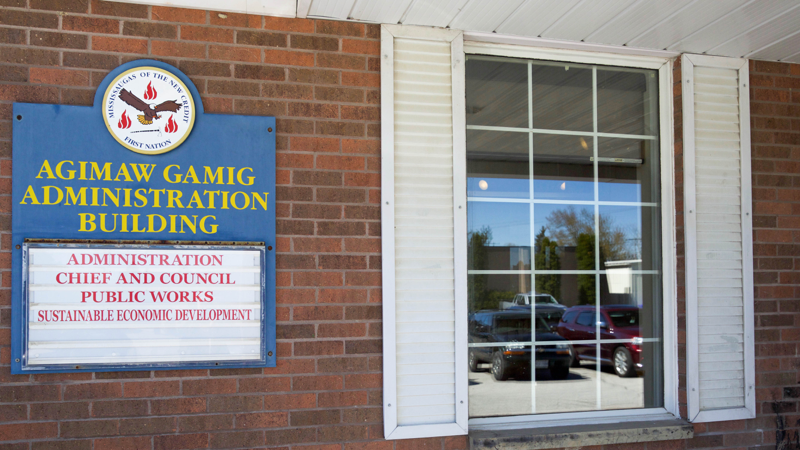 MISSISSAUGAS OF THE NEW CREDIT
FIRST NATION
AGIMAW GAMIG
ADMINISTRATION
BUILDING
ADMINISTRATION
CHIEF AND COUNCIL
PUBLIC WORKS
SUSTAINABLE ECONOMIC DEVELOPMENT